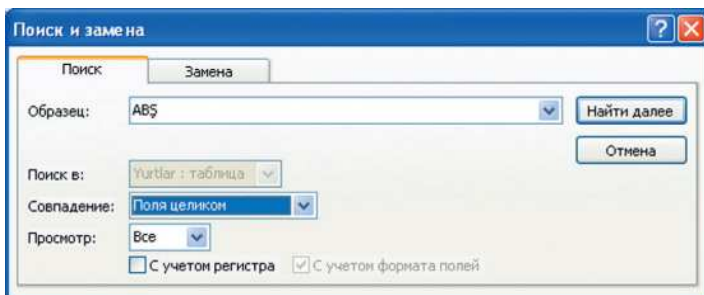 Поиск и замена
Поиск Замена
Образец: ABŞ Найти далее
Отмена
Поиск в: Yurtlar : таблица
Совпадение: Поля целиком
Просмотр: Все
С учетом регистра С учетом формата полей